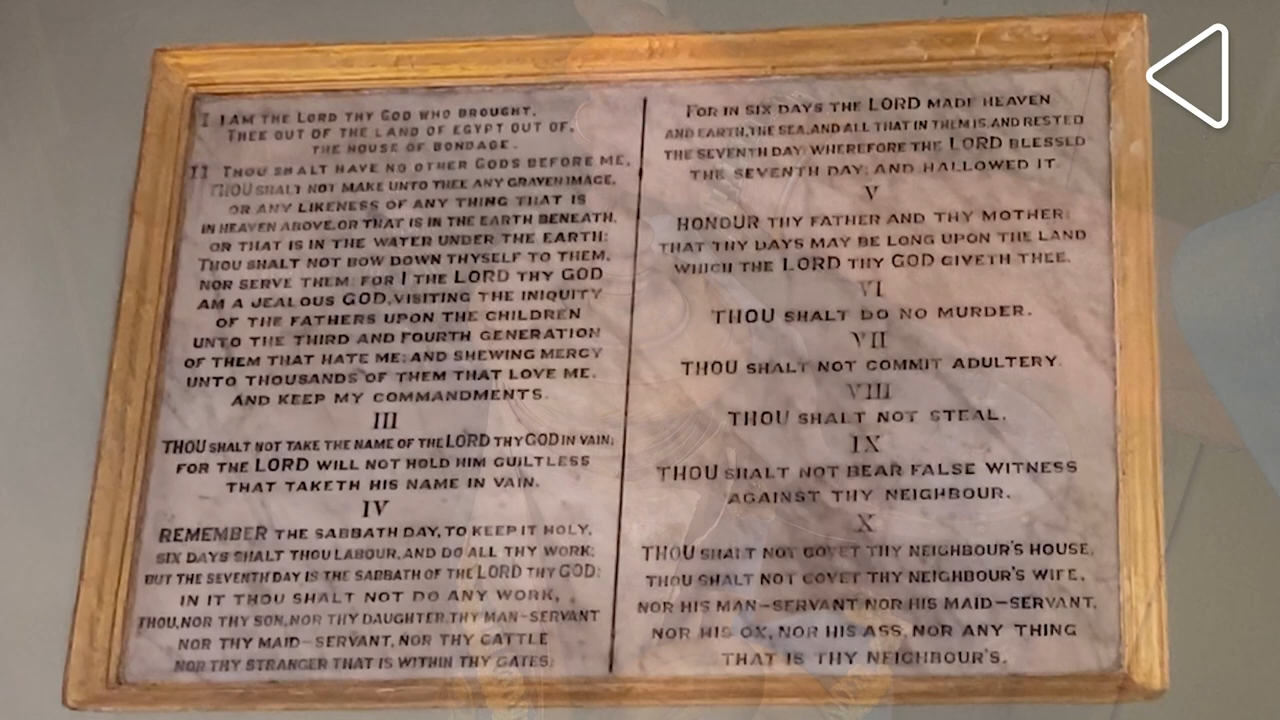 I I AM THE LORD THY GOD WHO BROUGHT,
THEE OUT OF THE LAND OF EGYPT OUT OF,
THE HOUSE OF BONDAGE.
II THOU SHALT HAVE NO OTHER GODS BEFORE ME,
THOU SHALT NOT MAKE UNTO THEE ANY GRAVEN IMAGE,
OR ANY LIKENESS OF ANY THING THAT IS
IN HEAVEN ABOVE, OR THAT IS IN THE EARTH BENEATH,
OR THAT IS IN THE WATER UNDER THE EARTH:
THOU SHALT NOT BOW DOWN THYSELF TO THEM,
NOR SERVE THEM: FOR I THE LORD THY GOD
AM A JEALOUS GOD, VISITING THE INIQUITY
OF THE FATHERS UPON THE CHILDREN
UNTO THE THIRD AND FOURTH GENERATION
OF THEM THAT HATE ME; AND SHEWING MERCY
UNTO THOUSANDS OF THEM THAT LOVE ME,
AND KEEP MY COMMANDMENTS.
III
THOU SHALT NOT TAKE THE NAME OF THE LORD THY GOD IN VAIN;
FOR THE LORD WILL NOT HOLD HIM GUILTLESS
THAT TAKETH HIS NAME IN VAIN.
IV
REMEMBER THE SABBATH DAY, TO KEEP IT HOLY,
SIX DAYS SHALT THOU LABOUR, AND DO ALL THY WORK;
BUT THE SEVENTH DAY IS THE SABBATH OF THE LORD THY GOD:
IN IT THOU SHALT NOT DO ANY WORK,
THOU, NOR THY SON, NOR THY DAUGHTER, THY MAN-SERVANT
NOR THY MAID-SERVANT, NOR THY CATTLE
NOR THY STRANGER THAT IS WITHIN THY GATES;
FOR IN SIX DAYS THE LORD MADE HEAVEN
AND EARTH, THE SEA, AND ALL THAT IN THEM IS, AND RESTED
THE SEVENTH DAY: WHEREFORE THE LORD BLESSED
THE SEVENTH DAY, AND HALLOWED IT.
V
HONOUR THY FATHER AND THY MOTHER:
THAT THY DAYS MAY BE LONG UPON THE LAND
WHICH THE LORD THY GOD GIVETH THEE.
VI
THOU SHALT DO NO MURDER.
VII
THOU SHALT NOT COMMIT ADULTERY.
VIII
THOU SHALT NOT STEAL.
IX
THOU SHALT NOT BEAR FALSE WITNESS
AGAINST THY NEIGHBOUR.
X
THOU SHALT NOT COVET THY NEIGHBOUR'S HOUSE,
THOU SHALT NOT COVET THY NEIGHBOUR'S WIFE,
NOR HIS MAN-SERVANT NOR HIS MAID-SERVANT,
NOR HIS OX, NOR HIS ASS, NOR ANY THING
THAT IS THY NEIGHBOUR'S.